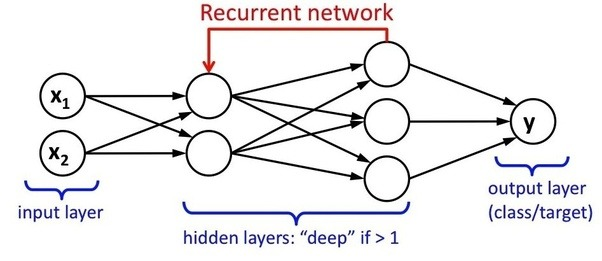 Recurrent network
x1
x2
y
input layer
hidden layers: “deep” if > 1
output layer
(class/target)